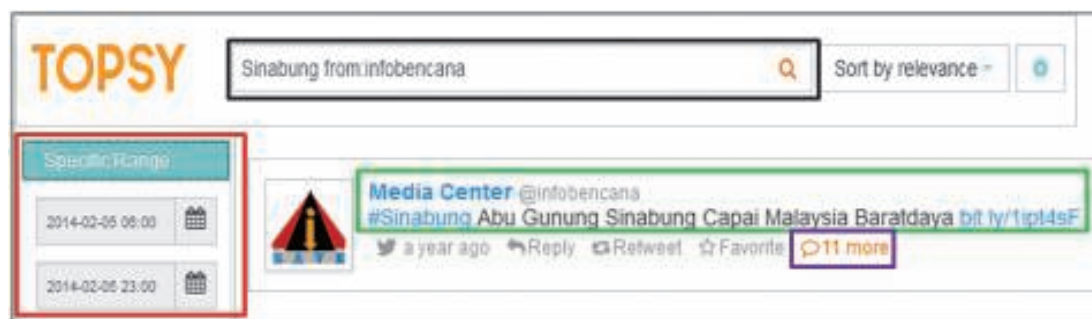 TOPSY
Sinabung from:infobencana
Sort by relevance
0
Specific Range
2014-02-05 06:00
2014-02-05 23:00
Media Center @infobencana
#Sinabung Abu Gunung Sinabung Capai Malaysia Baratdaya bit.ly/1ipt4sF
a year ago Reply Retweet Favorite 11 more